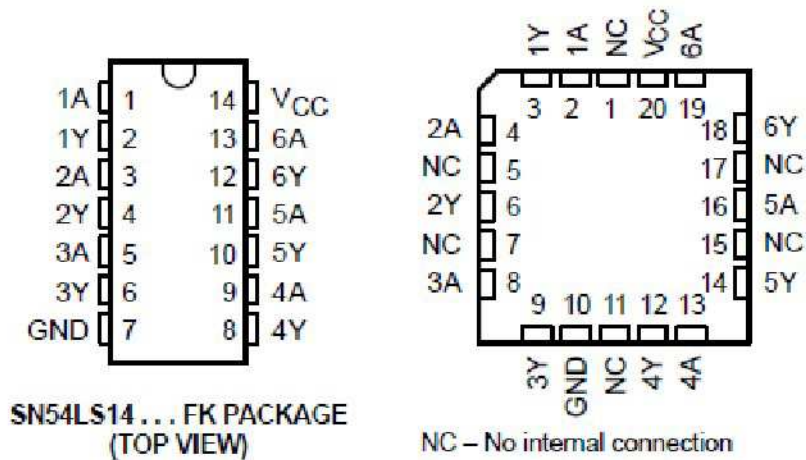 1A 1 14 VCC
1Y 2 13 6A
2A 3 12 6Y
2Y 4 11 5A
3A 5 10 5Y
3Y 6 9 4A
GND 7 8 4Y
SN54LS14 . . . FK PACKAGE
(TOP VIEW)
1Y 1A NC VCC 6A
3 2 1 20 19
2A 4 18 6Y
NC 5 17 NC
2Y 6 16 5A
NC 7 15 NC
3A 8 14 5Y
9 10 11 12 13
3Y GND NC 4Y 4A
NC – No internal connection